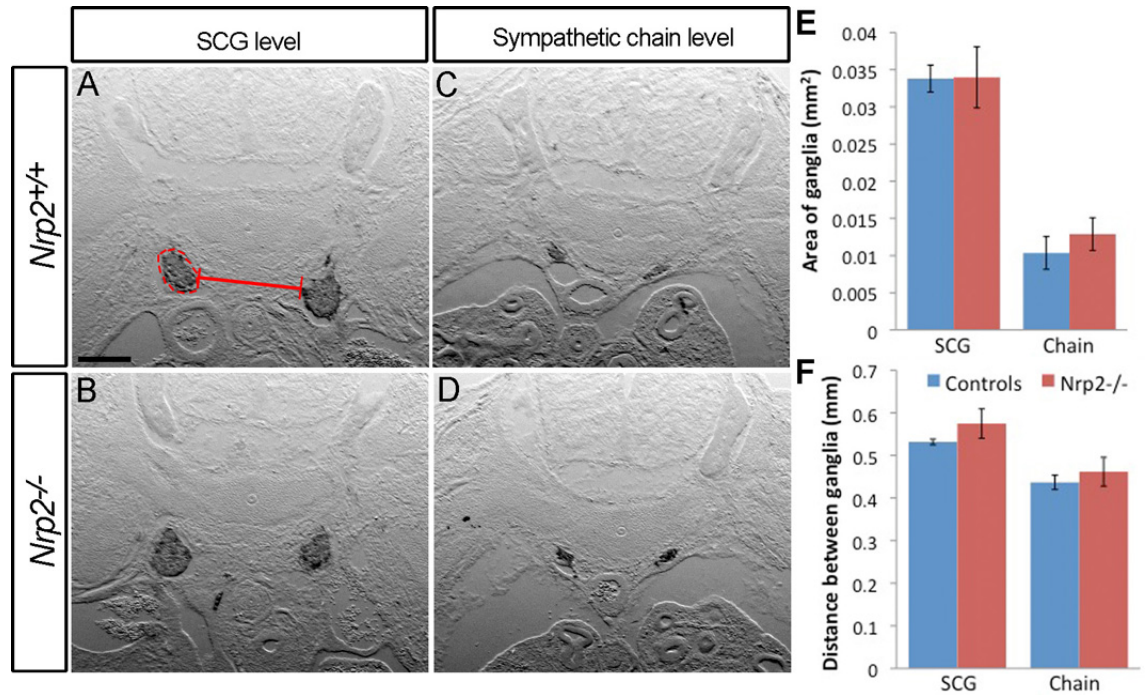 SCG level
Sympathetic chain level
Nrp2+/+
Nrp2-/-
A
B
C
D
E
Area of ganglia (mm²)
0.04
0.035
0.03
0.025
0.02
0.015
0.01
0.005
0
SCG
Chain
F
Distance between ganglia (mm)
0.7
0.6
0.5
0.4
0.3
0.2
0.1
0
Controls
Nrp2-/-
SCG
Chain